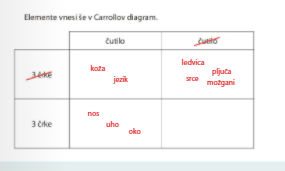 Elemente vnesi še v Carrollov diagram.
čutilo čutilo
3 črke koža jezik ledvica pljuča srce možgani
3 črke nos uho oko